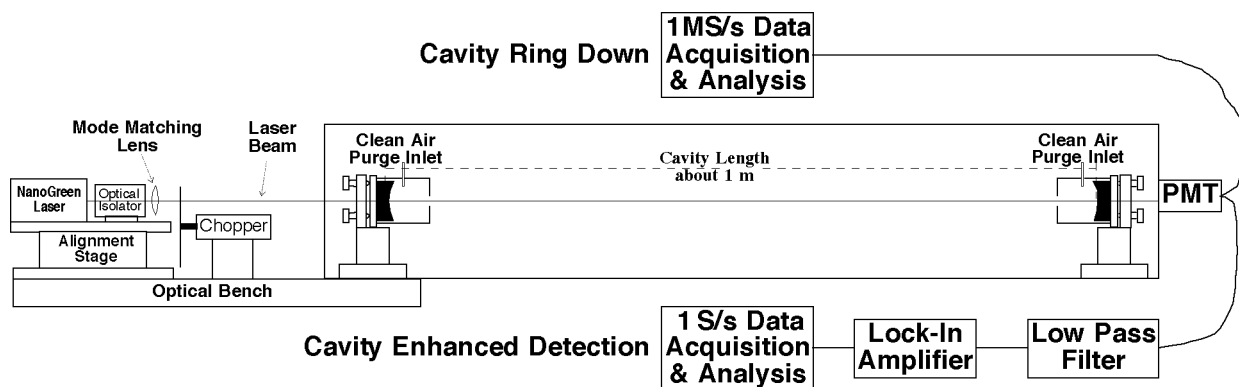 Cavity Ring Down
1MS/s Data
Acquisition
& Analysis
Mode Matching
Lens
Laser
Beam
Clean Air
Purge Inlet
Cavity Length
about 1 m
Clean Air
Purge Inlet
NanoGreen
Laser
Optical
Isolator
Chopper
PMT
Alignment
Stage
Optical Bench
Cavity Enhanced Detection
1 S/s Data
Acquisition
& Analysis
Lock-In
Amplifier
Low Pass
Filter